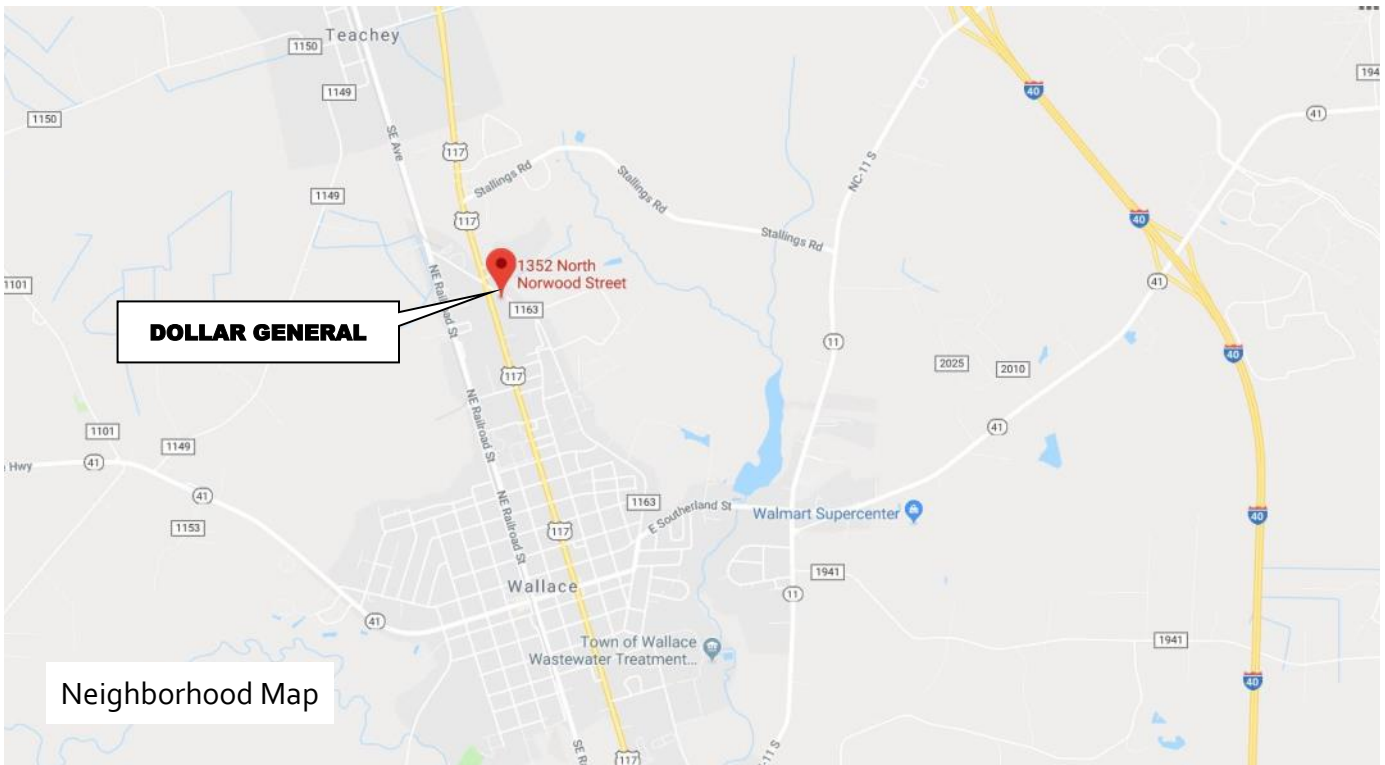 Teachey
1150
1149
1150
194
41
40
SE Ave
117
Stallings Rd
Stallings Rd
NC-11 S
1149
117
Stallings Rd
40
1352 North
Norwood Street
NE Railroad St
1101
41
1163
DOLLAR GENERAL
11
40
2025
2010
117
NE Railroad St
1101
1149
41
Hwy
41
41
1153
NE Railroad St
1163
E Southerland St
Walmart Supercenter
40
117
Wallace
1941
11
41
Town of Wallace
Wastewater Treatment...
1941
40
Neighborhood Map
SE R
117
-11 S